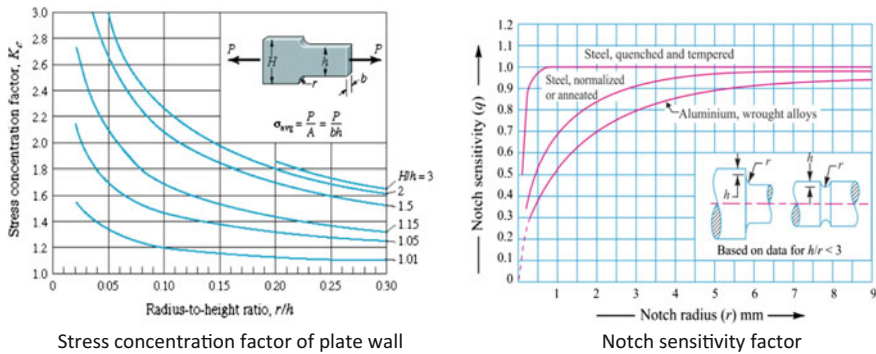 3.0
2.8
2.6
2.4
2.2
2.0
1.8
1.6
1.4
1.2
1.0
Stress concentration factor, Kc
0
0·05
0·10
0·15
0·20
0·25
0·30
Radius-to-height ratio, r/h
P
H
h
r
b
P
σavg = P/A = P/bh
H/h = 3
2
1.5
1.15
1.05
1.01
Stress concentration factor of plate wall
1.2
1.1
1.0
0.9
0.8
0.7
0.6
0.5
0.4
0.3
0.2
0.1
0
Notch sensitivity (q)
Steel, quenched and tempered
Steel, normalized
or anneated
Aluminium, wrought alloys
h
r
h
r
Based on data for h/r < 3
1
2
3
4
5
6
7
8
9
Notch radius (r) mm
Notch sensitivity factor